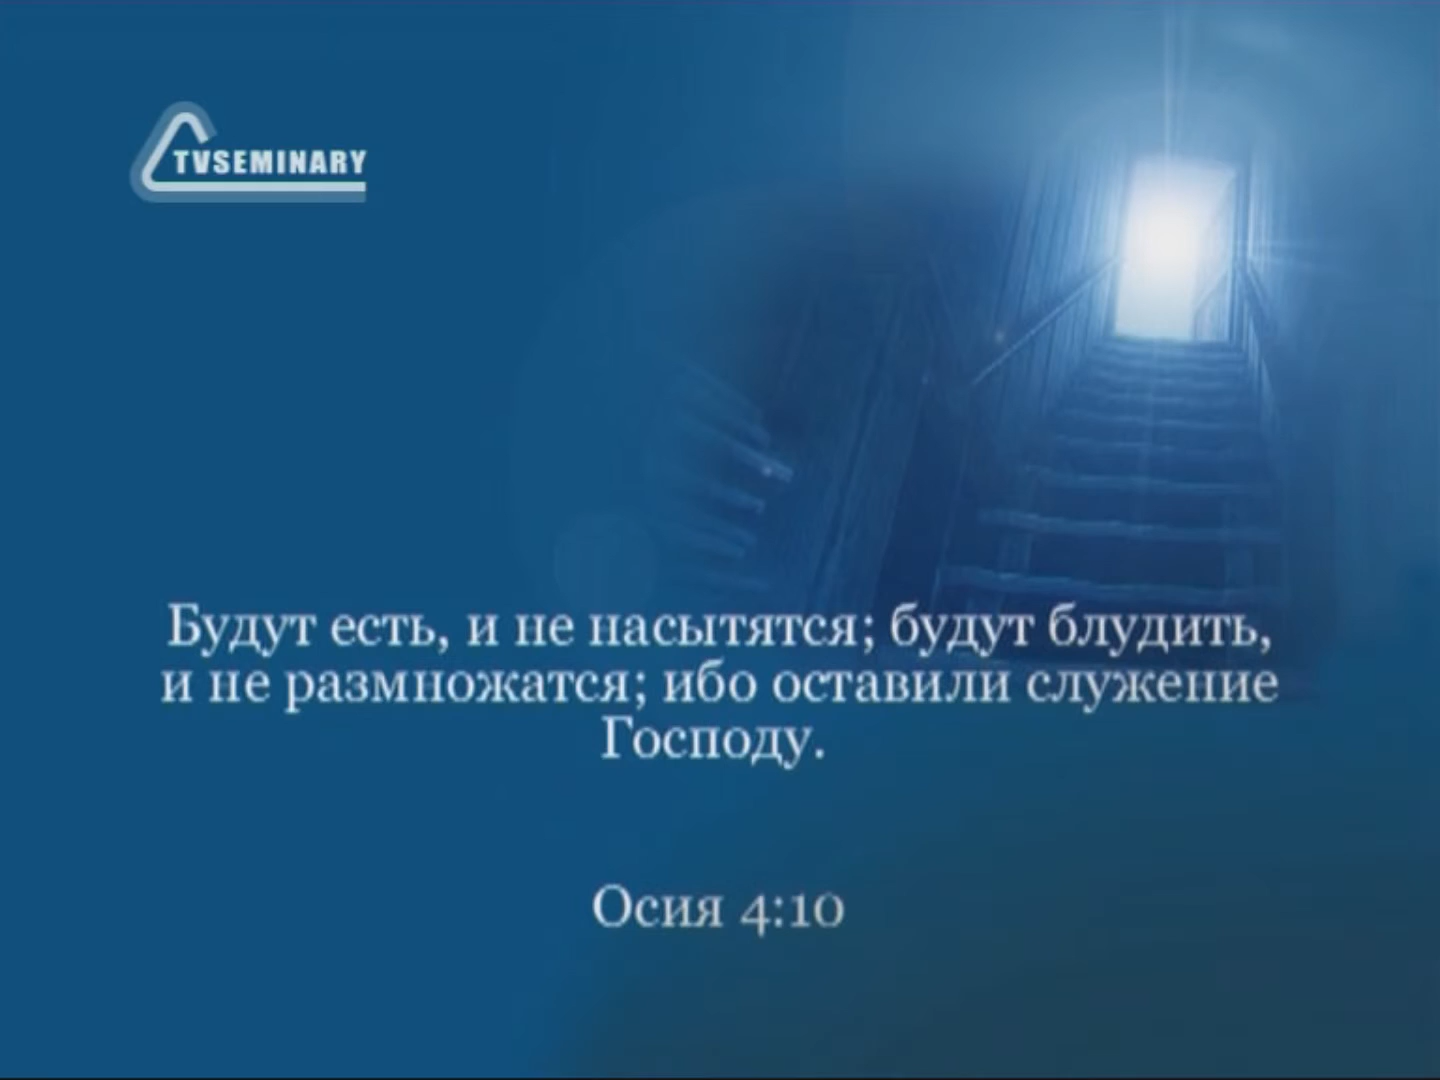 TVSEMINARY
Будут есть, и не насытятся; будут блудить,
и не размножатся; ибо оставили служение
Господу.
Осия 4:10